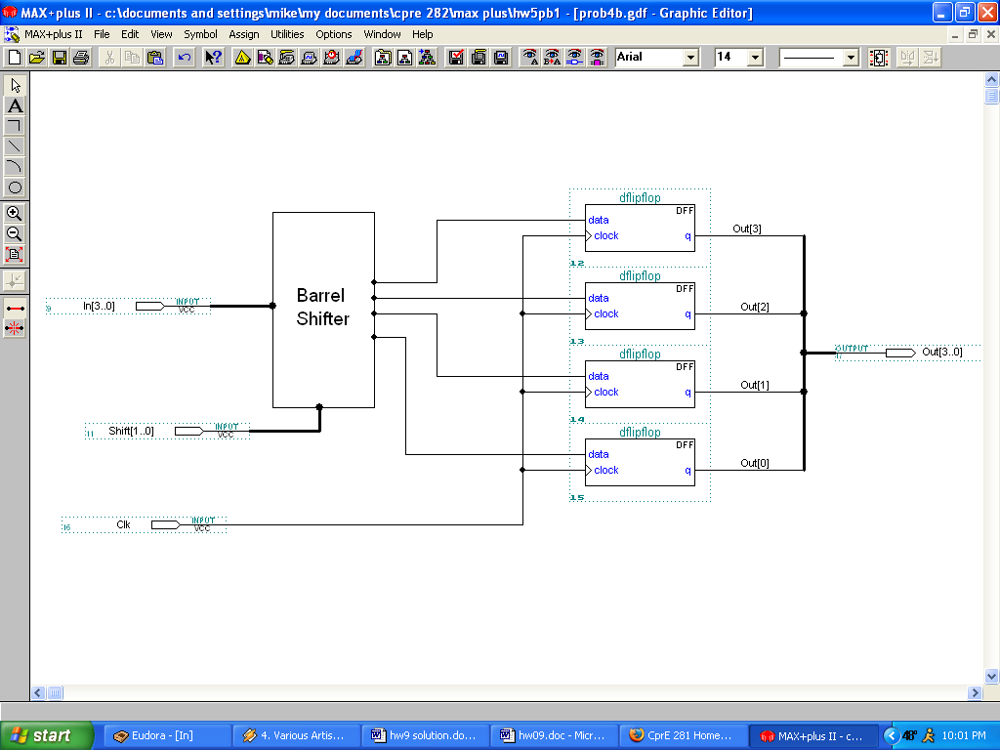 MAX+plus II - c:\documents and settings\mike\my documents\cpre 282\max plus\hw5pb1 - [prob4b.gdf - Graphic Editor]
MAX+plus II File Edit View Symbol Assign Utilities Options Window Help
Arial 14
dflipflop
DFF
data
clock q
Out[3]
12
dflipflop
DFF
data
clock q
Out[2]
13
dflipflop
DFF
data
clock q
Out[1]
14
dflipflop
DFF
data
clock q
Out[0]
15
Barrel
Shifter
9 In[3..0] INPUT
VCC
11 Shift[1..0] INPUT
VCC
16 Clk INPUT
VCC
OUTPUT
17 Out[3..0]
start Eudora - [In] 4. Various Artis... hw9 solution.do... hw09.doc - Micr... CprE 281 Home... MAX+plus II - c... 48° 10:01 PM